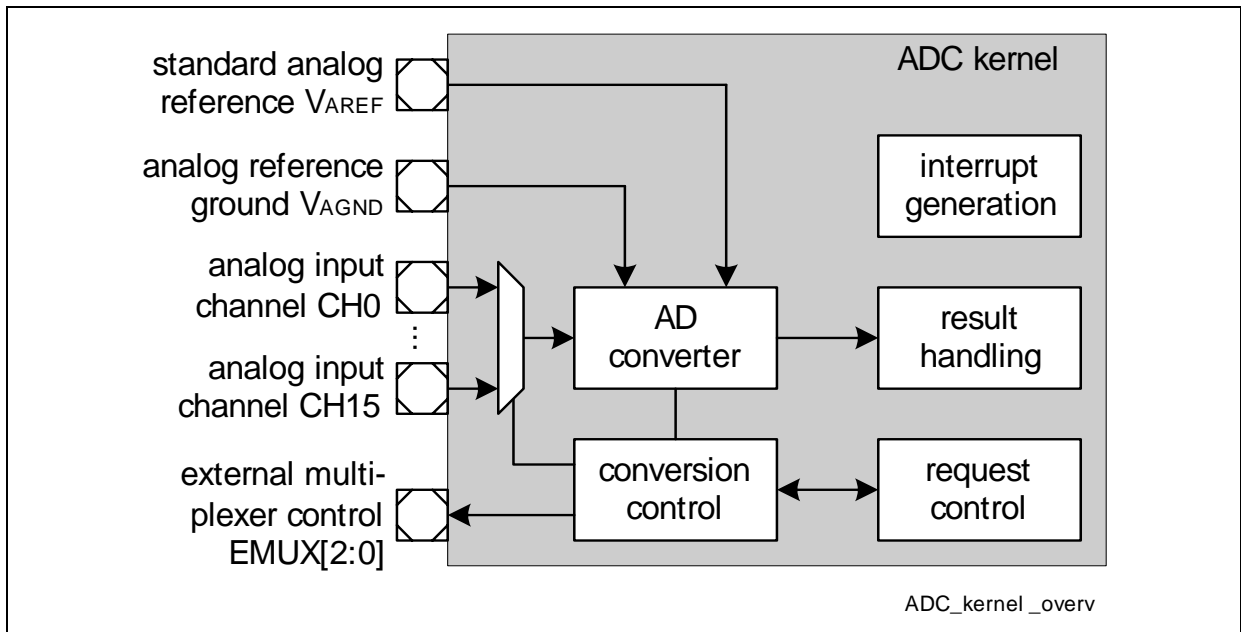 standard analog
reference VAREF
analog reference
ground VAGND
analog input
channel CH0
...
analog input
channel CH15
external multi-
plexer control
EMUX[2:0]
ADC kernel
interrupt
generation
AD
converter
result
handling
conversion
control
request
control
ADC_kernel _overv